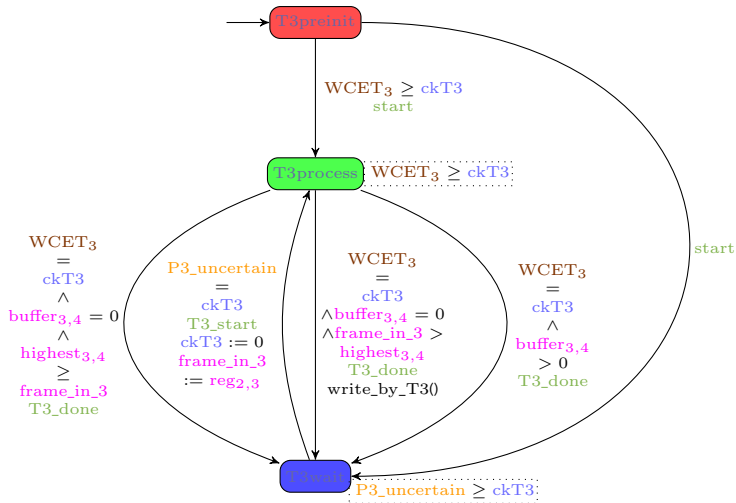 T3preinit
WCET₃ ≥ ckT3
start
T3process
WCET₃ ≥ ckT3
start
WCET₃
=
ckT3
∧
buffer₃,₄ = 0
∧
highest₃,₄
≥
frame_in_3
T3_done
P3_uncertain
=
ckT3
T3_start
ckT3 := 0
frame_in_3
:= reg₂,₃
WCET₃
=
ckT3
∧buffer₃,₄ = 0
∧frame_in_3 >
highest₃,₄
T3_done
write_by_T3()
WCET₃
=
ckT3
∧
buffer₃,₄
> 0
T3_done
T3wait
P3_uncertain ≥ ckT3